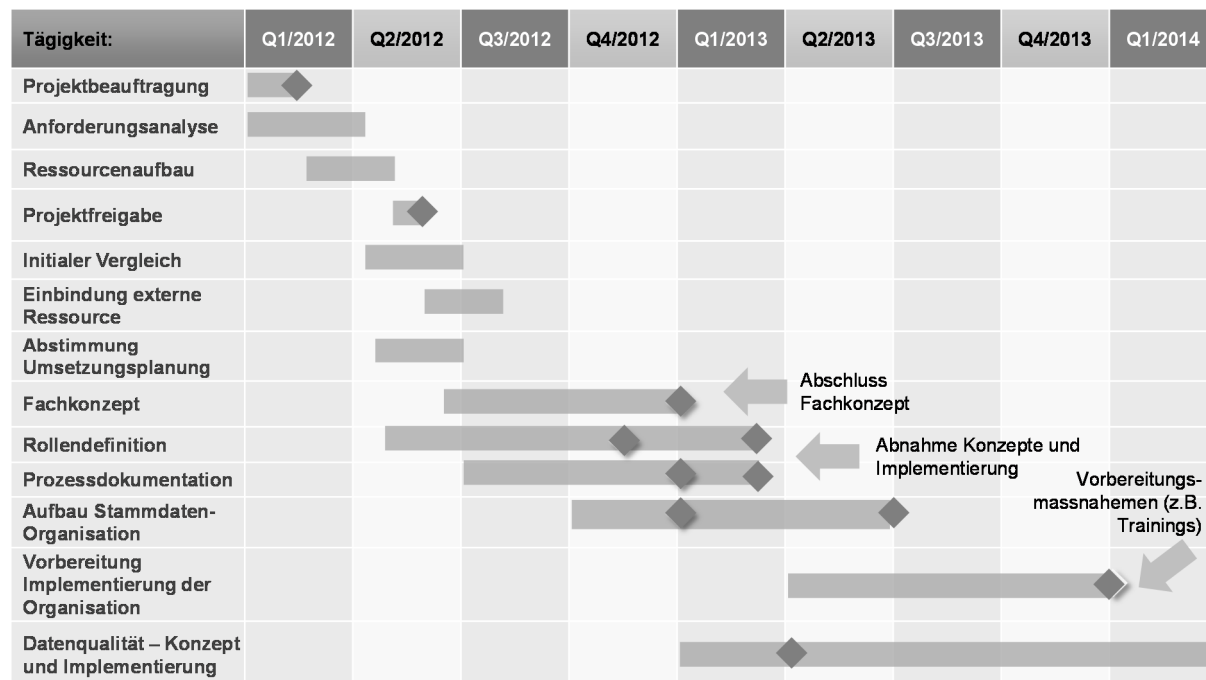 Tägigkeit: Q1/2012 Q2/2012 Q3/2012 Q4/2012 Q1/2013 Q2/2013 Q3/2013 Q4/2013 Q1/2014
Projektbeauftragung
Anforderungsanalyse
Ressourcenaufbau
Projektfreigabe
Initialer Vergleich
Einbindung externe
Ressource
Abstimmung
Umsetzungsplanung
Fachkonzept
Abschluss
Fachkonzept
Rollendefinition
Abnahme Konzepte und
Implementierung
Prozessdokumentation
Vorbereitungs-
massnahemen (z.B.
Trainings)
Aufbau Stammdaten-
Organisation
Vorbereitung
Implementierung der
Organisation
Datenqualität – Konzept
und Implementierung